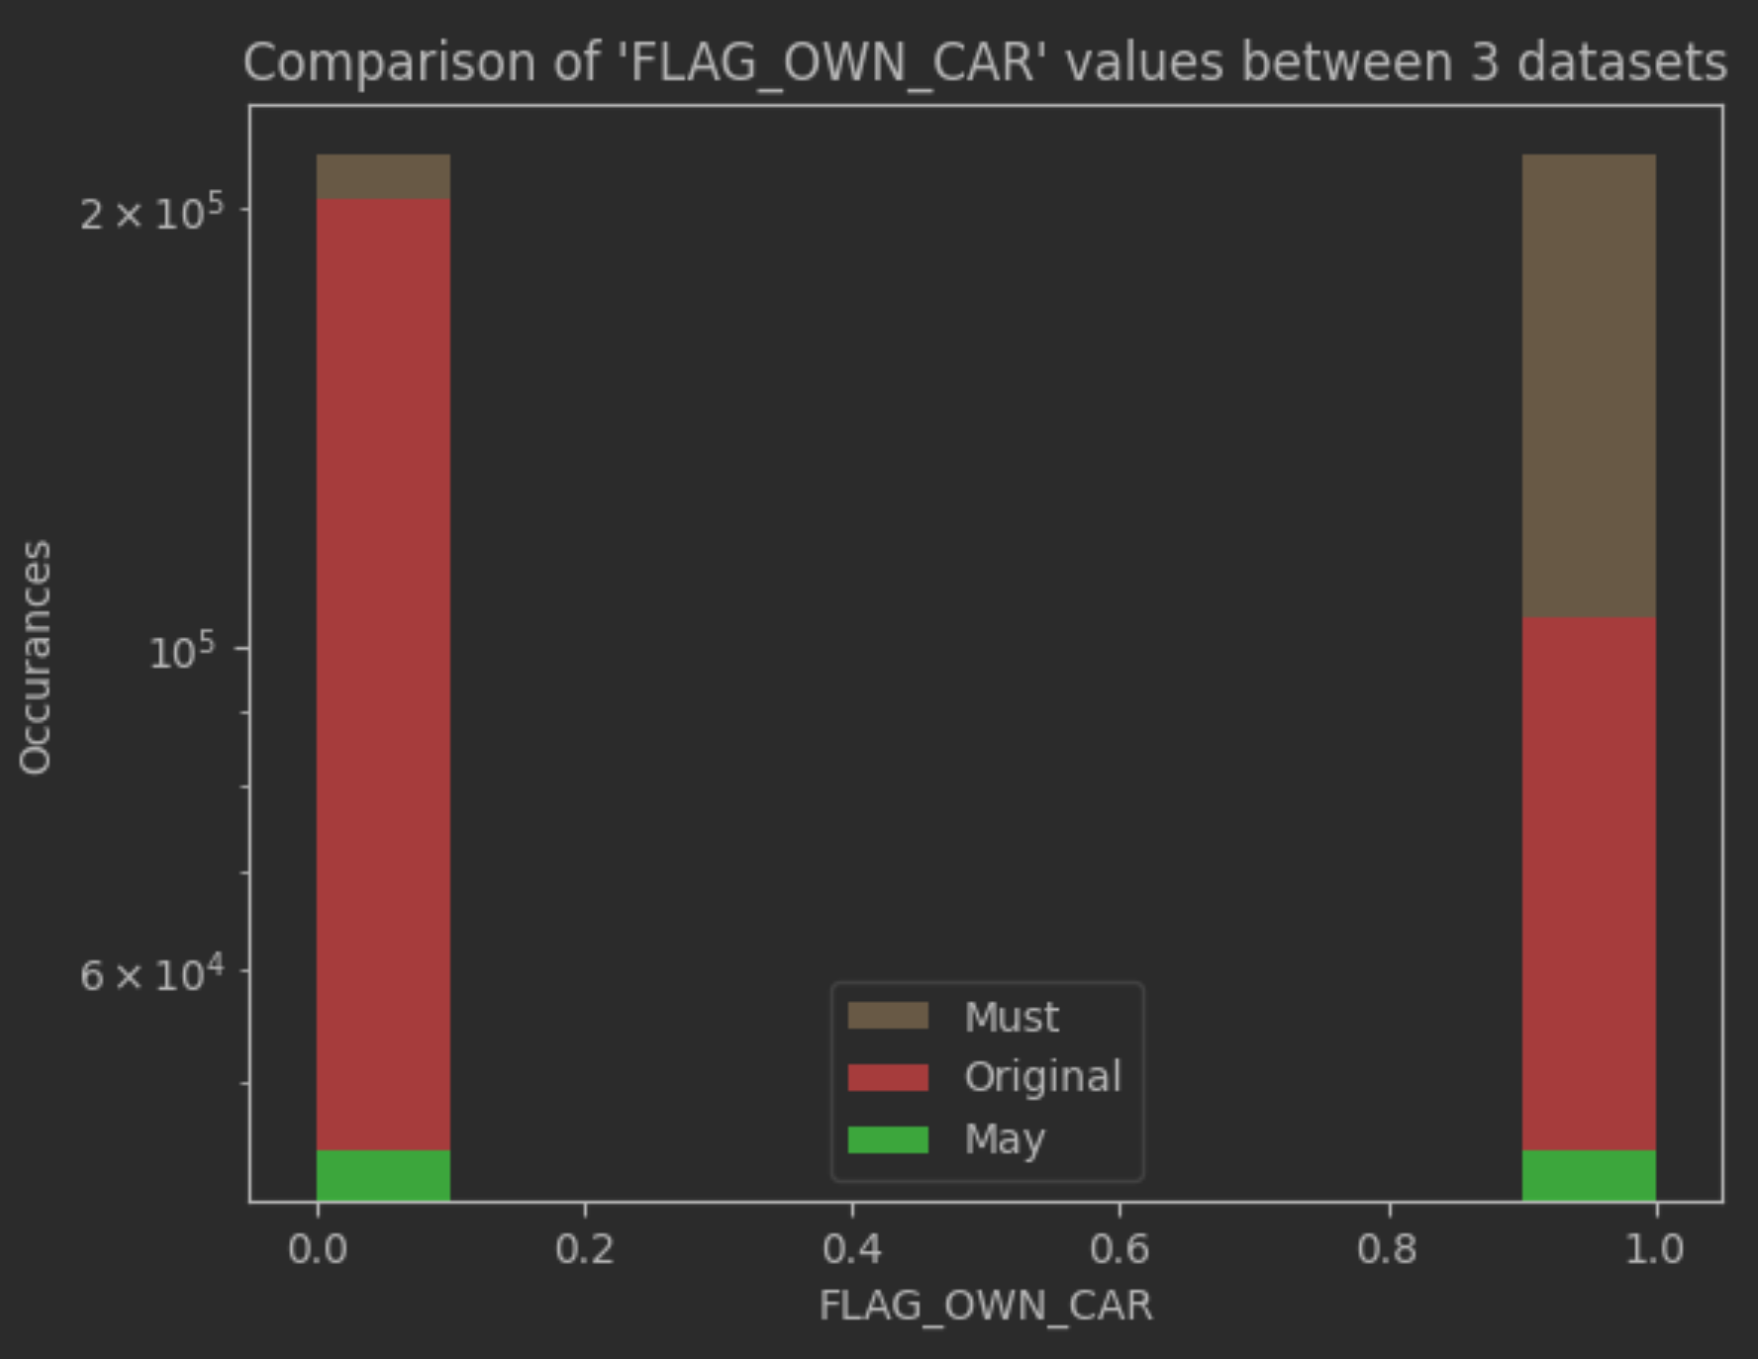 Comparison of 'FLAG_OWN_CAR' values between 3 datasets
2 × 10⁵
10⁵
6 × 10⁴
Occurances
Must
Original
May
0.0 0.2 0.4 0.6 0.8 1.0
FLAG_OWN_CAR